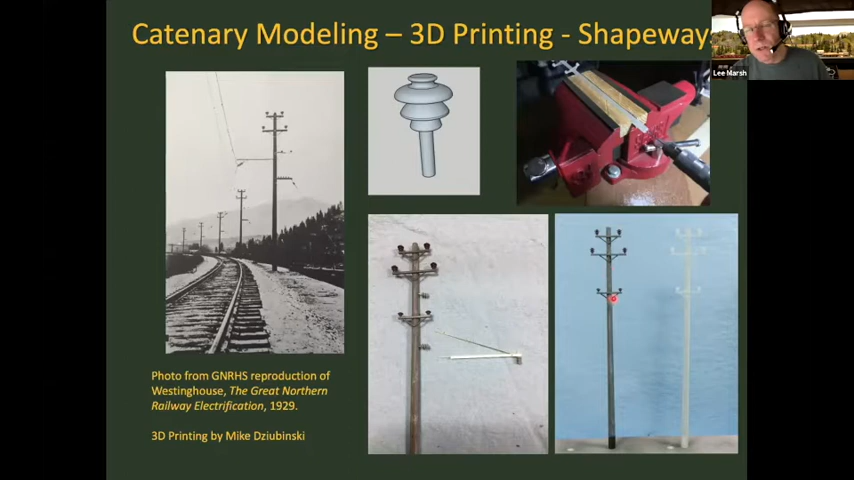 Catenary Modeling – 3D Printing - Shapeways
Lee Marsh
Photo from GNRHS reproduction of
Westinghouse, The Great Northern
Railway Electrification, 1929.
3D Printing by Mike Dziubinski